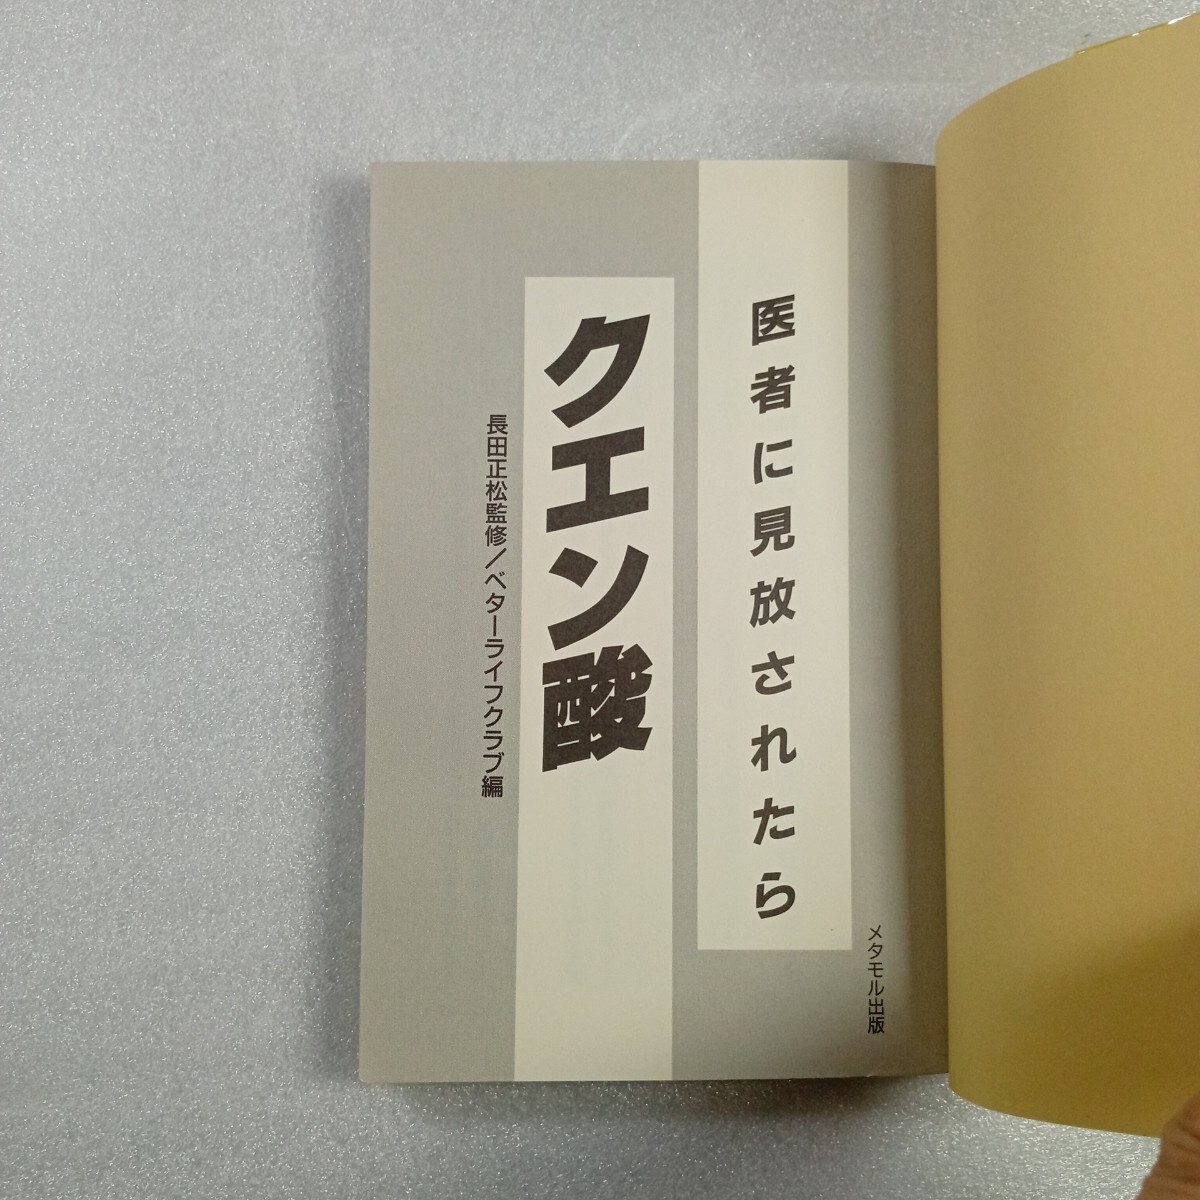 医者に見放されたら
クエン酸
長田正松監修/ベターライフクラブ編
メタモル出版